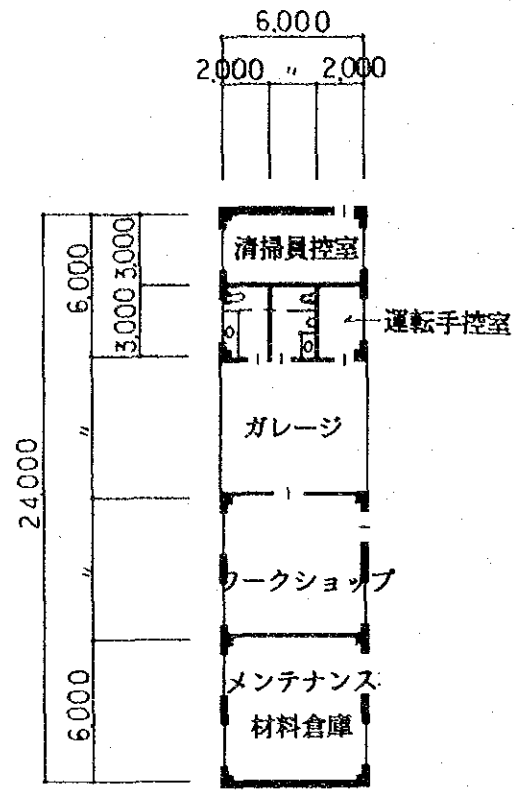 6,000
2,000 〃 2,000
清掃員控室
運転手控室
ガレージ
ワークショップ
メンテナンス
材料倉庫
24,000
6,000
3,000
3,000
〃
〃
6,000